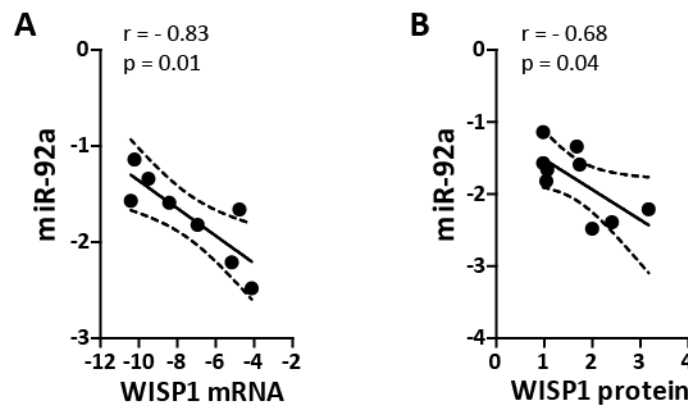 A
r = - 0.83
p = 0.01
miR-92a
0
-1
-2
-3
-12 -10 -8 -6 -4 -2
WISP1 mRNA
B
r = - 0.68
p = 0.04
miR-92a
0
-1
-2
-3
-4
0 1 2 3 4
WISP1 protein